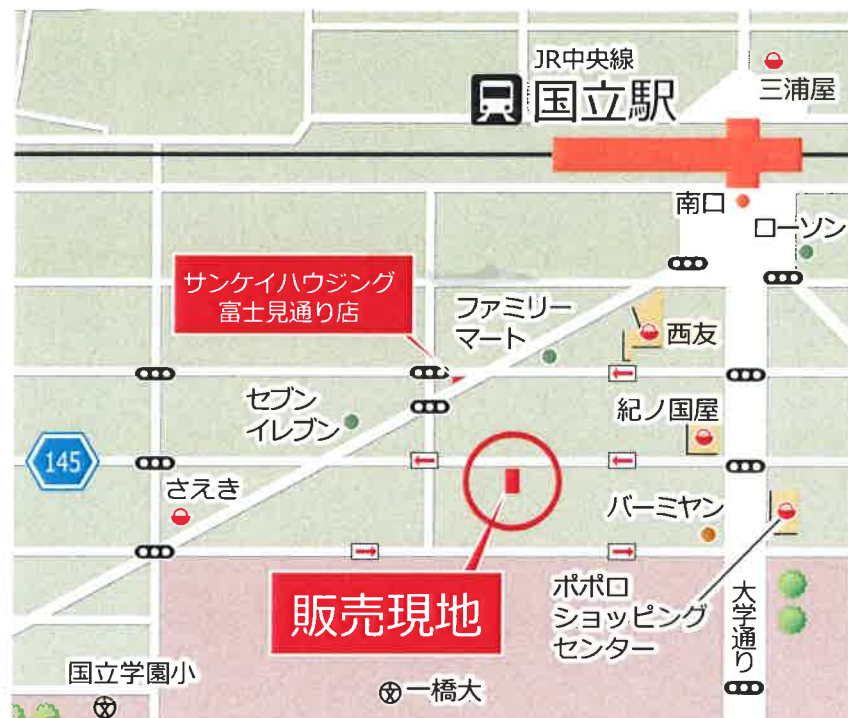 JR中央線
国立駅
三浦屋
南口
ローソン
サンケイハウジング
富士見通り店
ファミリー
マート
西友
セブン
イレブン
紀ノ国屋
145
さえき
バーミヤン
販売現地
ポポロ
ショッピング
センター
大学通り
国立学園小
一橋大